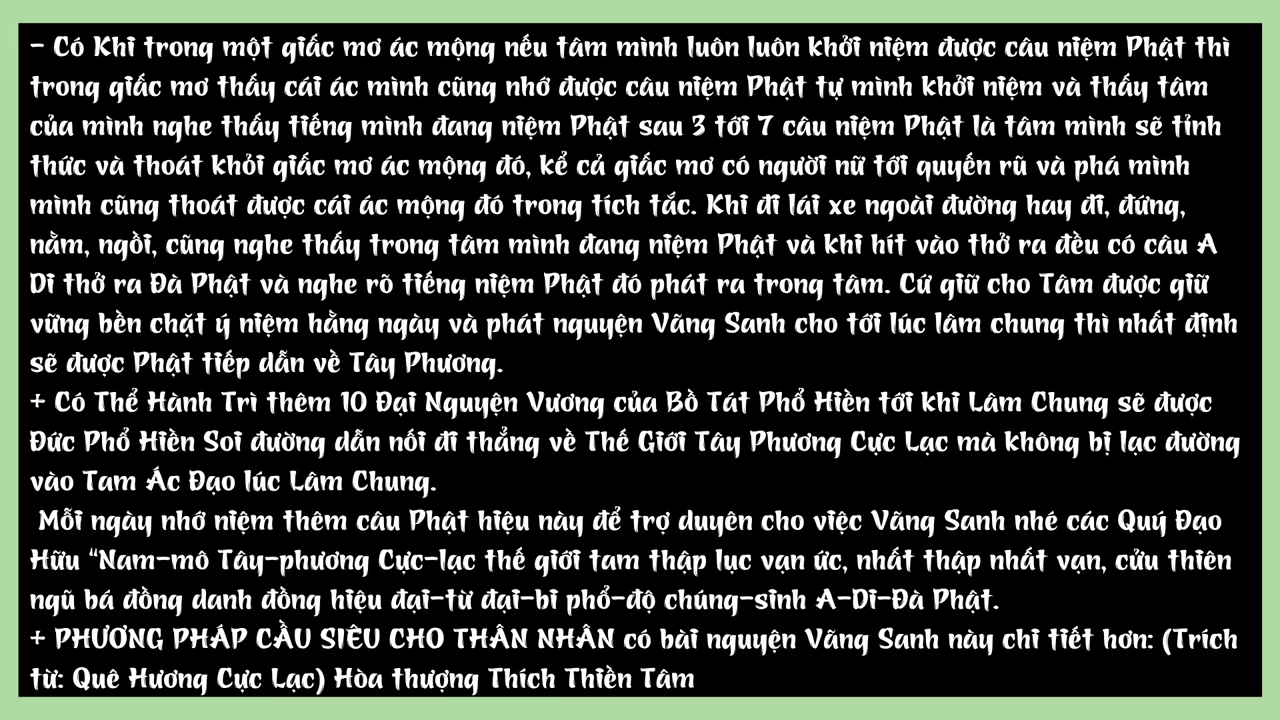 - Có Khi trong một giấc mơ ác mộng nếu tâm mình luôn luôn khởi niệm được câu niệm Phật thì
trong giấc mơ thấy cái ác mình cũng nhớ được câu niệm Phật tự mình khởi niệm và thấy tâm
của mình nghe thấy tiếng mình đang niệm Phật sau 3 tới 7 câu niệm Phật là tâm mình sẽ tỉnh
thức và thoát khỏi giấc mơ ác mộng đó, kể cả giấc mơ có người nữ tới quyến rũ và phá mình
mình cũng thoát được cái ác mộng đó trong tích tắc. Khi đi lái xe ngoài đường hay đi, đứng,
nằm, ngồi, cũng nghe thấy trong tâm mình đang niệm Phật và khi hít vào thở ra đều có câu A
Di thở ra Đà Phật và nghe rõ tiếng niệm Phật đó phát ra trong tâm. Cứ giữ cho Tâm được giữ
vững bền chặt ý niệm hằng ngày và phát nguyện Vãng Sanh cho tới lúc lâm chung thì nhất định
sẽ được Phật tiếp dẫn về Tây Phương.
+ Có Thể Hành Trì thêm 10 Đại Nguyện Vương của Bồ Tát Phổ Hiền tới khi Lâm Chung sẽ được
Đức Phổ Hiền Soi đường dẫn nối đi thẳng về Thế Giới Tây Phương Cực Lạc mà không bị lạc đường
vào Tam Ác Đạo lúc Lâm Chung.
Mỗi ngày nhớ niệm thêm câu Phật hiệu này để trợ duyên cho việc Vãng Sanh nhé các Quý Đạo
Hữu “Nam-mô Tây-phương Cực-lạc thế giới tam thập lục vạn ức, nhất thập nhất vạn, cửu thiên
ngũ bá đồng danh đồng hiệu đại-từ đại-bi phổ-độ chúng-sinh A-Di-Đà Phật.
+ PHƯƠNG PHÁP CẦU SIÊU CHO THÂN NHÂN có bài nguyện Vãng Sanh này chi tiết hơn: (Trích
từ: Quê Hương Cực Lạc) Hòa thượng Thích Thiền Tâm